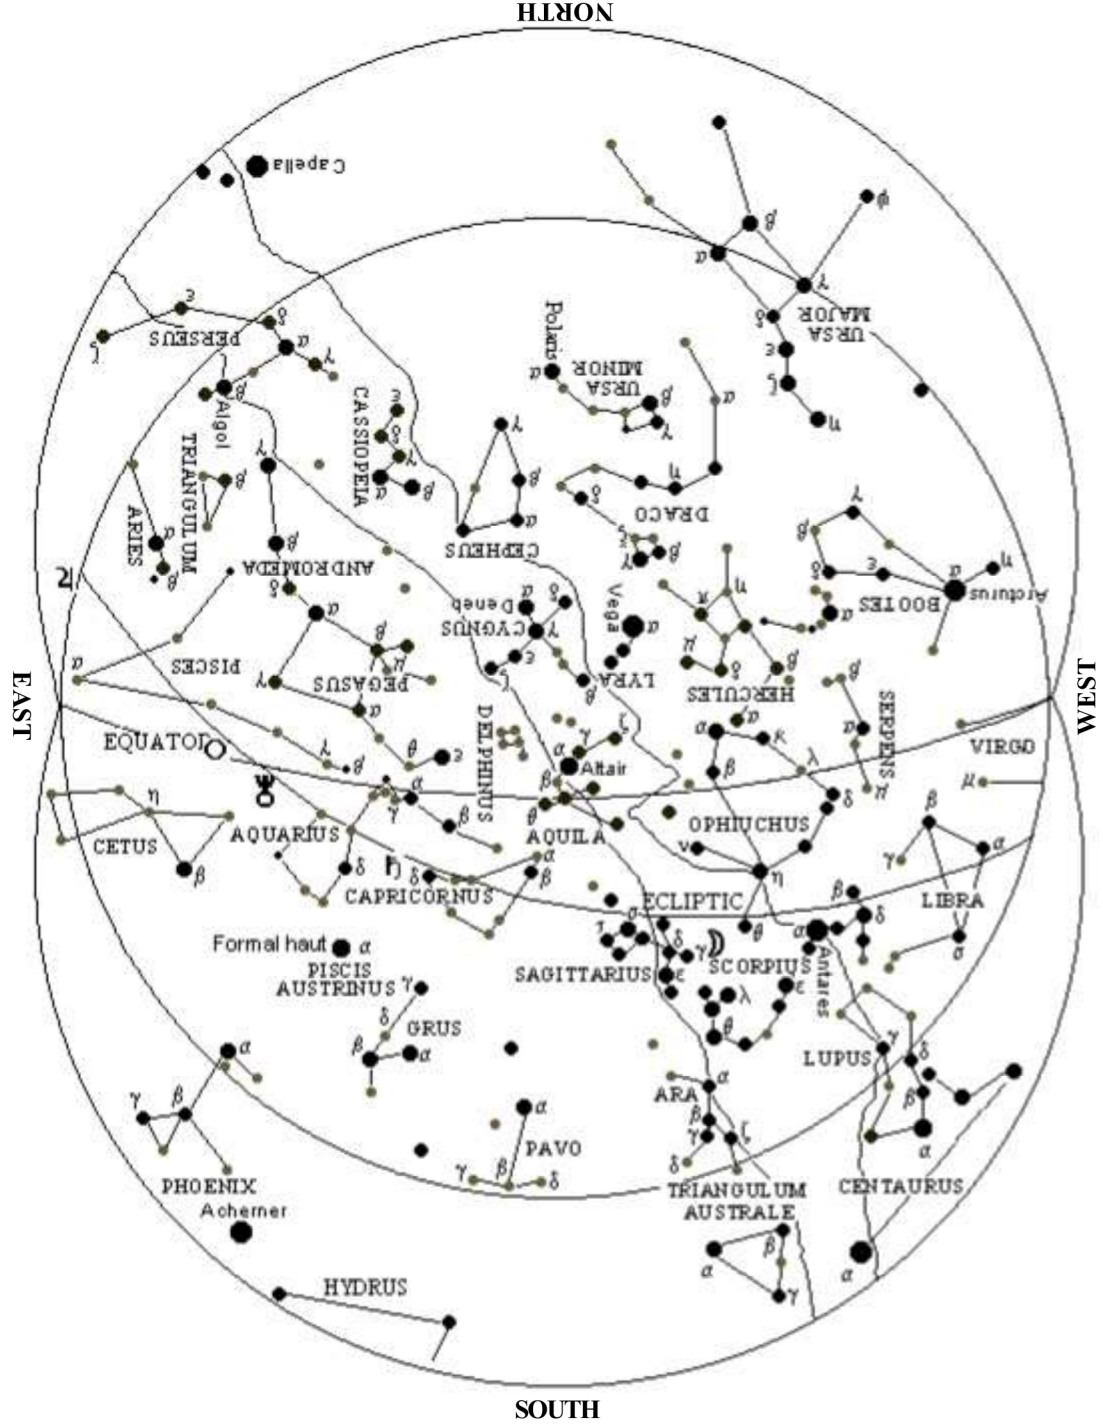 NORTH
Capella
ϕ
β
α
γ
URSA
MAJOR
δ
ε
ζ
η
ε
δ
PERSEUS
ζ
α
γ
β
Algol
Polaris
α
URSA
MINOR
β
γ
α
η
DRACO
δ
ξ
β
γ
CASSIOPEIA
ε
δ
γ
α
β
γ
β
α
CEPHEUS
TRIANGULUM
β
γ
β
ANDROMEDA
δ
α
ARIES
α
β
γ
β
δ
ε
α
η
BOOTES
Arcturus
α
Deneb
α
δ
CYGNUS
γ
ε
ζ
β
Vega
α
LYRA
π
η
μ
δ
β
HERCULES
α
β
α
SERPENS
μ
PISCES
α
γ
β
μ
PEGASUS
γ
α
θ
ε
EAST
WEST
EQUATOR
λ
β
DELPHINUS
ζ
γ
α
Altair
β
θ
AQUILA
α
κ
λ
β
δ
OPHIUCHUS
ν
η
θ
VIRGO
μ
CETUS
η
β
AQUARIUS
γ
α
β
δ
CAPRICORNUS
δ
α
β
β
γ
α
LIBRA
σ
ECLIPTIC
Formal haut
α
PISCIS
AUSTRINUS
γ
δ
GRUS
β
α
SAGITTARIUS
τ
σ
δ
γ
ε
SCORPIUS
β
δ
α
Antares
λ
ε
θ
LUPUS
γ
δ
β
α
α
PHOENIX
γ
β
Acherner
α
PAVO
γ
β
δ
ARA
α
β
γ
ζ
δ
TRIANGULUM
AUSTRALE
α
β
γ
CENTAURUS
α
HYDRUS
SOUTH